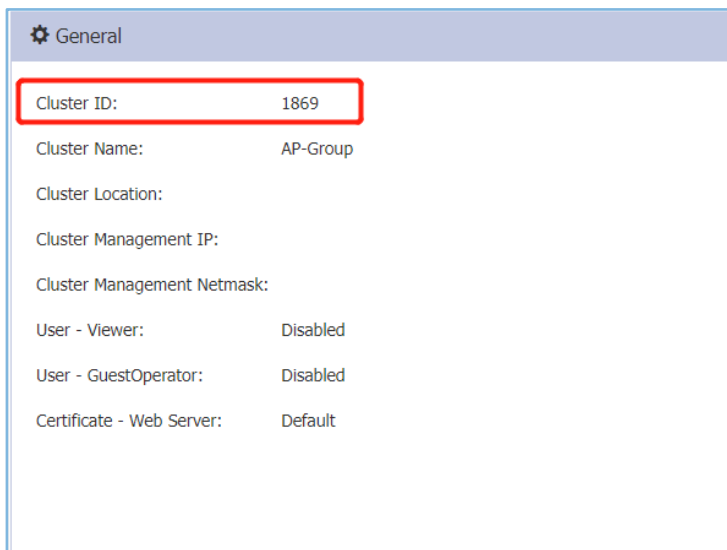 General
Cluster ID: 1869
Cluster Name: AP-Group
Cluster Location:
Cluster Management IP:
Cluster Management Netmask:
User - Viewer: Disabled
User - GuestOperator: Disabled
Certificate - Web Server: Default